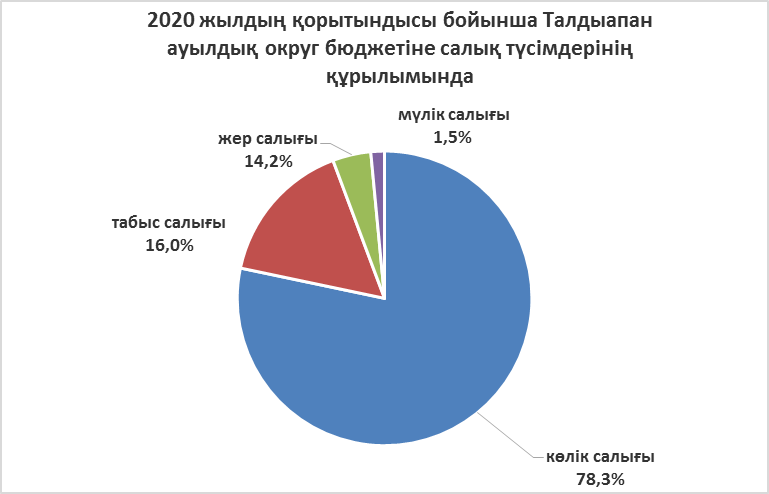 2020 жылдың қорытындысы бойынша Талдыапан
ауылдық округ бюджетіне салық түсімдерінің
құрылымында
мүлік салығы
1,5%
жер салығы
14,2%
табыс салығы
16,0%
көлік салығы
78,3%